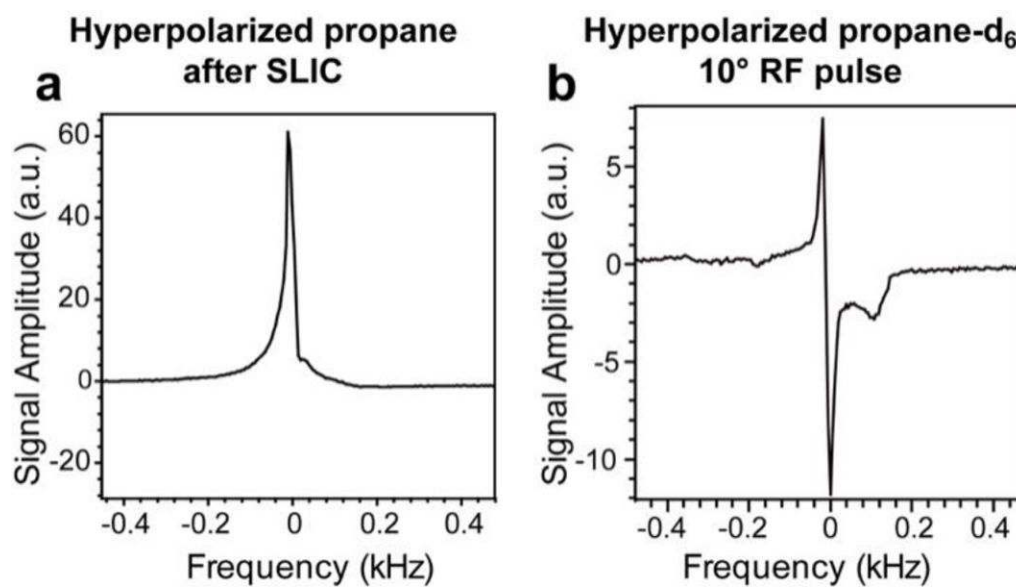 Hyperpolarized propane
after SLIC
a
Signal Amplitude (a.u.)
60
40
20
0
-20
-0.4
-0.2
0
0.2
0.4
Frequency (kHz)
Hyperpolarized propane-d₆
10° RF pulse
b
Signal Amplitude (a.u.)
5
0
-5
-10
-0.4
-0.2
0
0.2
0.4
Frequency (kHz)